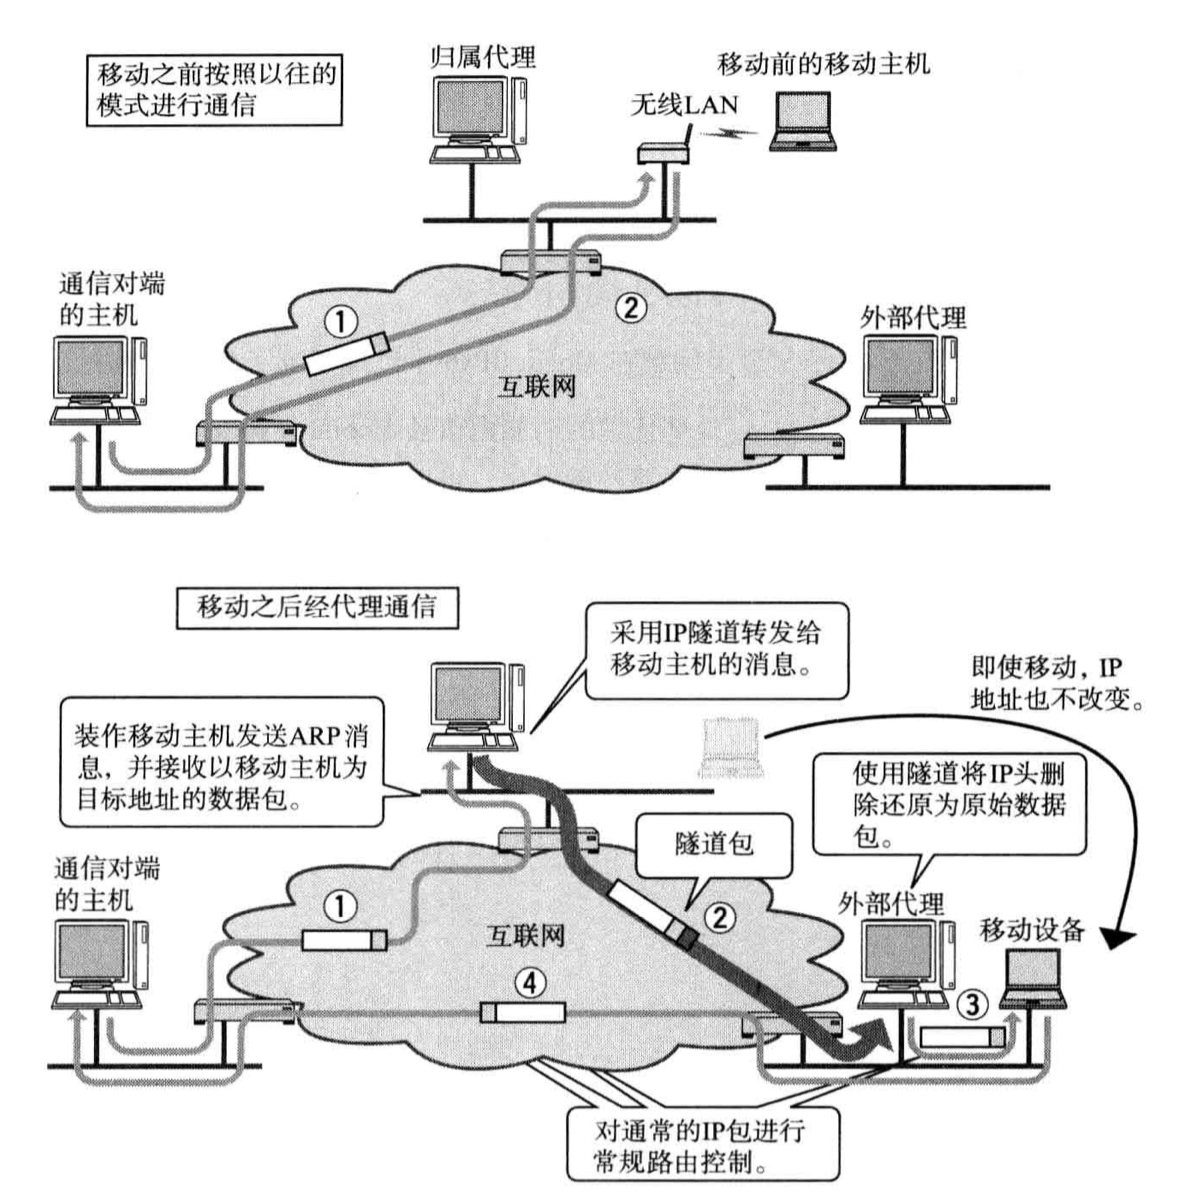 移动之前按照以往的
模式进行通信
归属代理
移动前的移动主机
无线LAN
通信对端
的主机
①
②
互联网
外部代理
移动之后经代理通信
采用IP隧道转发给
移动主机的消息。
即使移动，IP
地址也不改变。
装作移动主机发送ARP消
息，并接收以移动主机为
目标地址的数据包。
使用隧道将IP头删
除还原为原始数据
包。
隧道包
通信对端
的主机
①
②
互联网
外部代理
移动设备
④
③
对通常的IP包进行
常规路由控制。